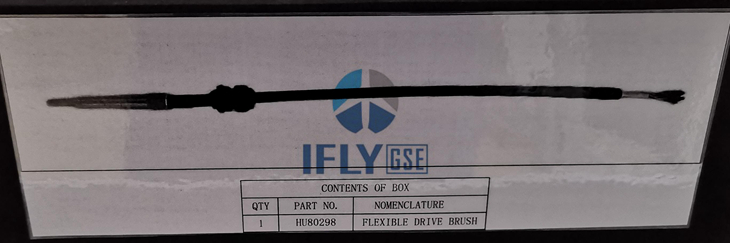 IFLY GSE
CONTENTS OF BOX
QTY PART NO. NOMENCLATURE
1 HU80298 FLEXIBLE DRIVE BRUSH